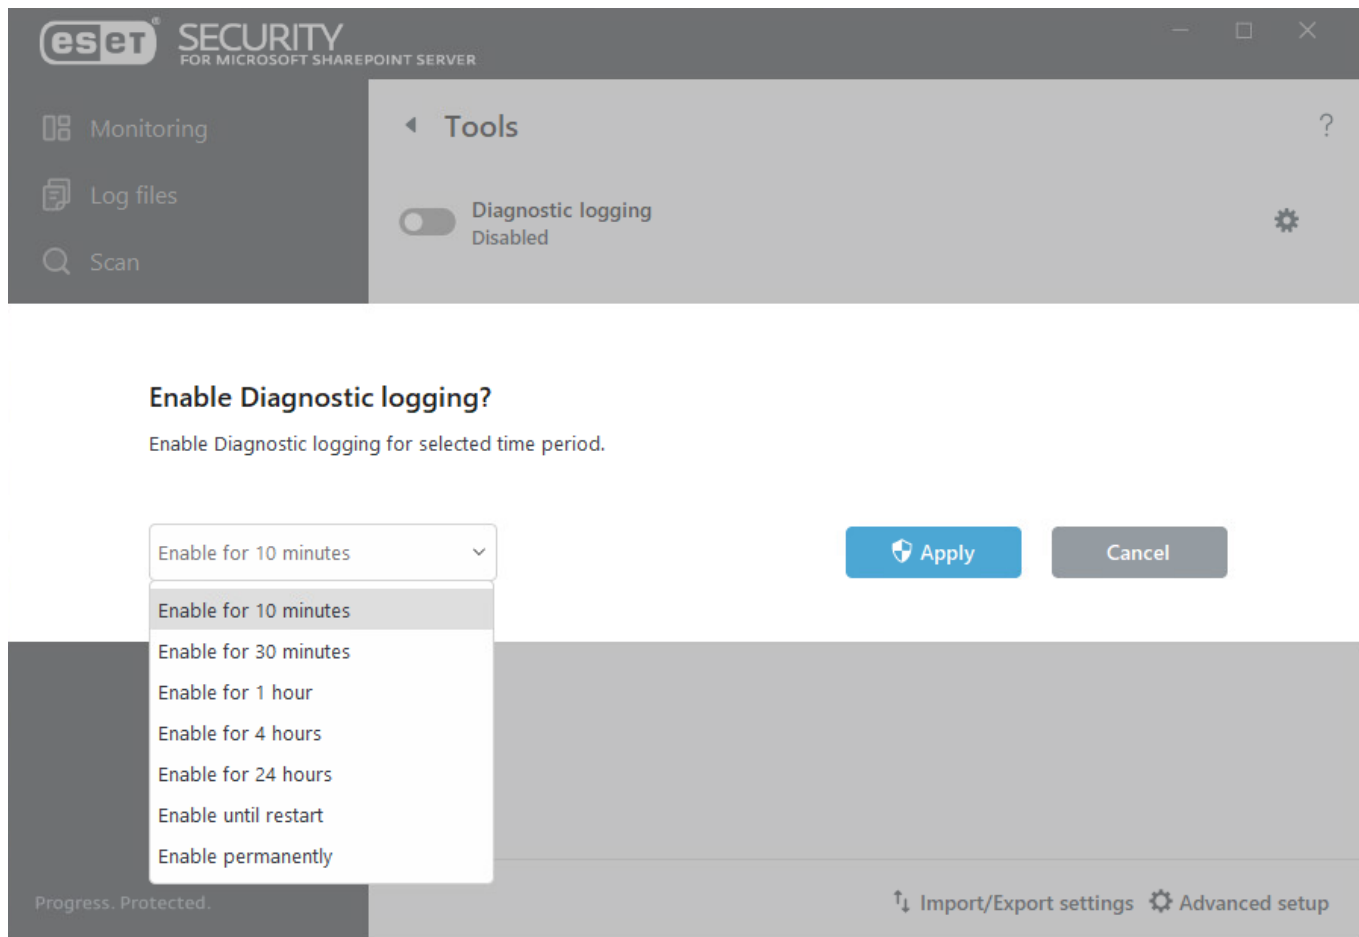 eset® SECURITY
FOR MICROSOFT SHAREPOINT SERVER
Monitoring
Log files
Scan
Tools
?
Diagnostic logging
Disabled
Enable Diagnostic logging?
Enable Diagnostic logging for selected time period.
Enable for 10 minutes
Apply
Cancel
Enable for 10 minutes
Enable for 30 minutes
Enable for 1 hour
Enable for 4 hours
Enable for 24 hours
Enable until restart
Enable permanently
Progress. Protected.
Import/Export settings
Advanced setup